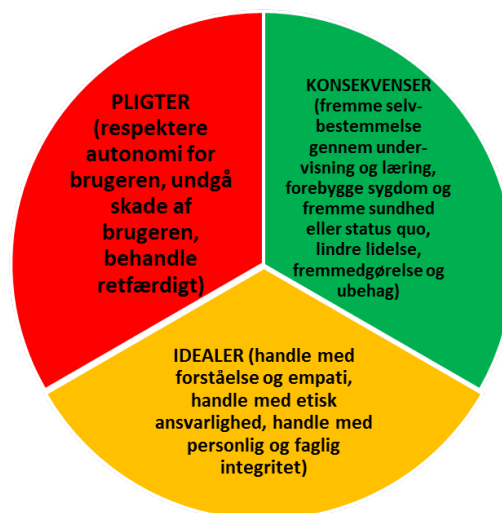 PLIGTER
(respektere
autonomi for
brugeren, undgå
skade af
brugeren,
behandle
retfærdigt)
KONSEKVENSER
(fremme selv-
bestemmelse
gennem under-
visning og læring,
forebygge sygdom og
fremme sundhed
eller status quo,
lindre lidelse,
fremmedgørelse og
ubehag)
IDEALER (handle med
forståelse og empati,
handle med etisk
ansvarlighed, handle med
personlig og faglig
integritet)